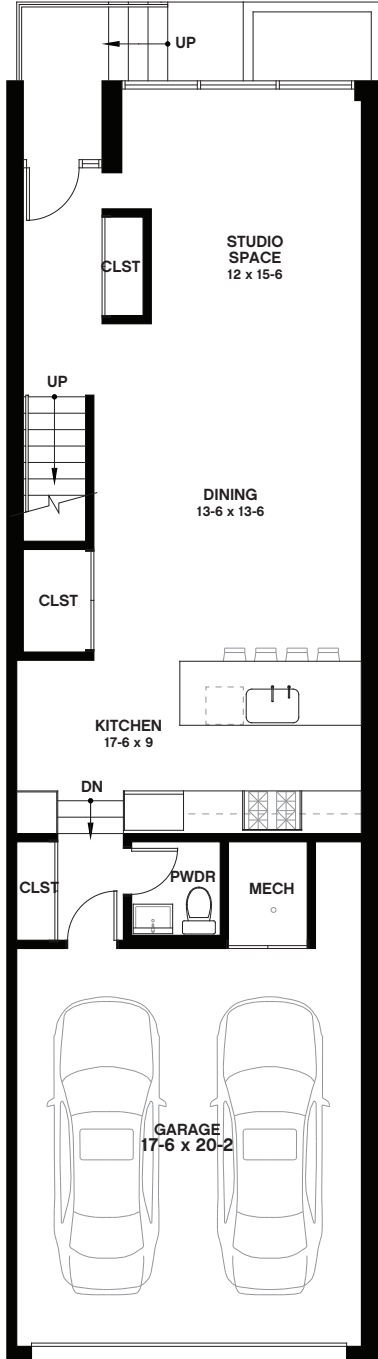 UP
STUDIO
SPACE
12 x 15-6
CLST
UP
DINING
13-6 x 13-6
CLST
KITCHEN
17-6 x 9
DN
CLST
PWDR
MECH
GARAGE
17-6 x 20-2